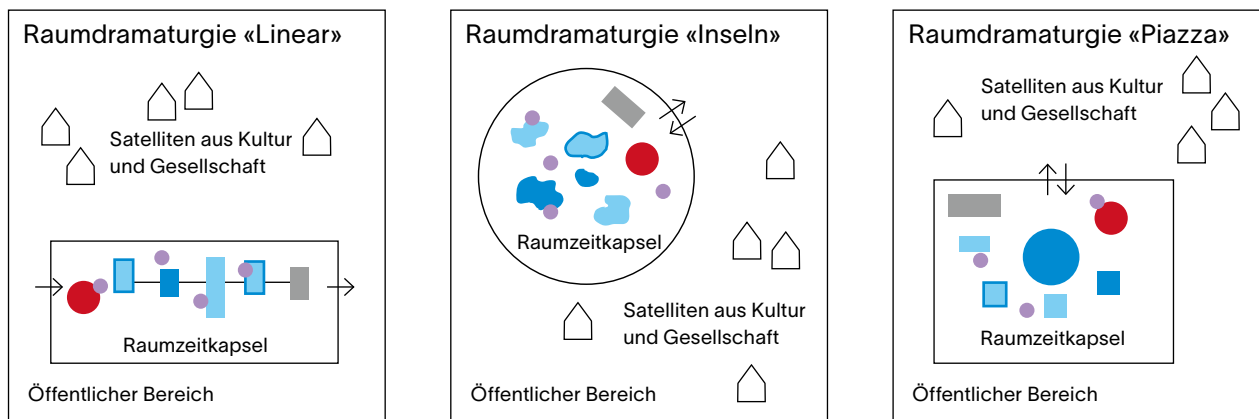 Raumdramaturgie «Linear»
Satelliten aus Kultur
und Gesellschaft
Raumzeitkapsel
Öffentlicher Bereich
Raumdramaturgie «Inseln»
Raumzeitkapsel
Satelliten aus Kultur
und Gesellschaft
Öffentlicher Bereich
Raumdramaturgie «Piazza»
Satelliten aus Kultur
und Gesellschaft
Raumzeitkapsel
Öffentlicher Bereich